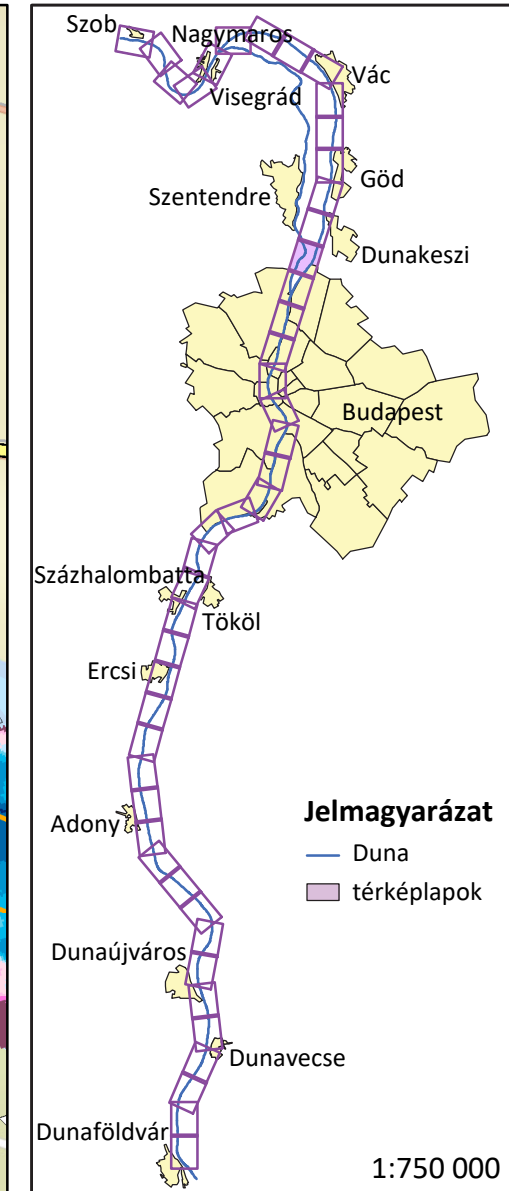 Szob
Nagymaros
Visegrád
Vác
Göd
Szentendre
Dunakeszi
Budapest
Százhalombatta
Tököl
Ercsi
Adony
Jelmagyarázat
Duna
térképlapok
Dunaújváros
Dunavecse
Dunaföldvár
1:750 000